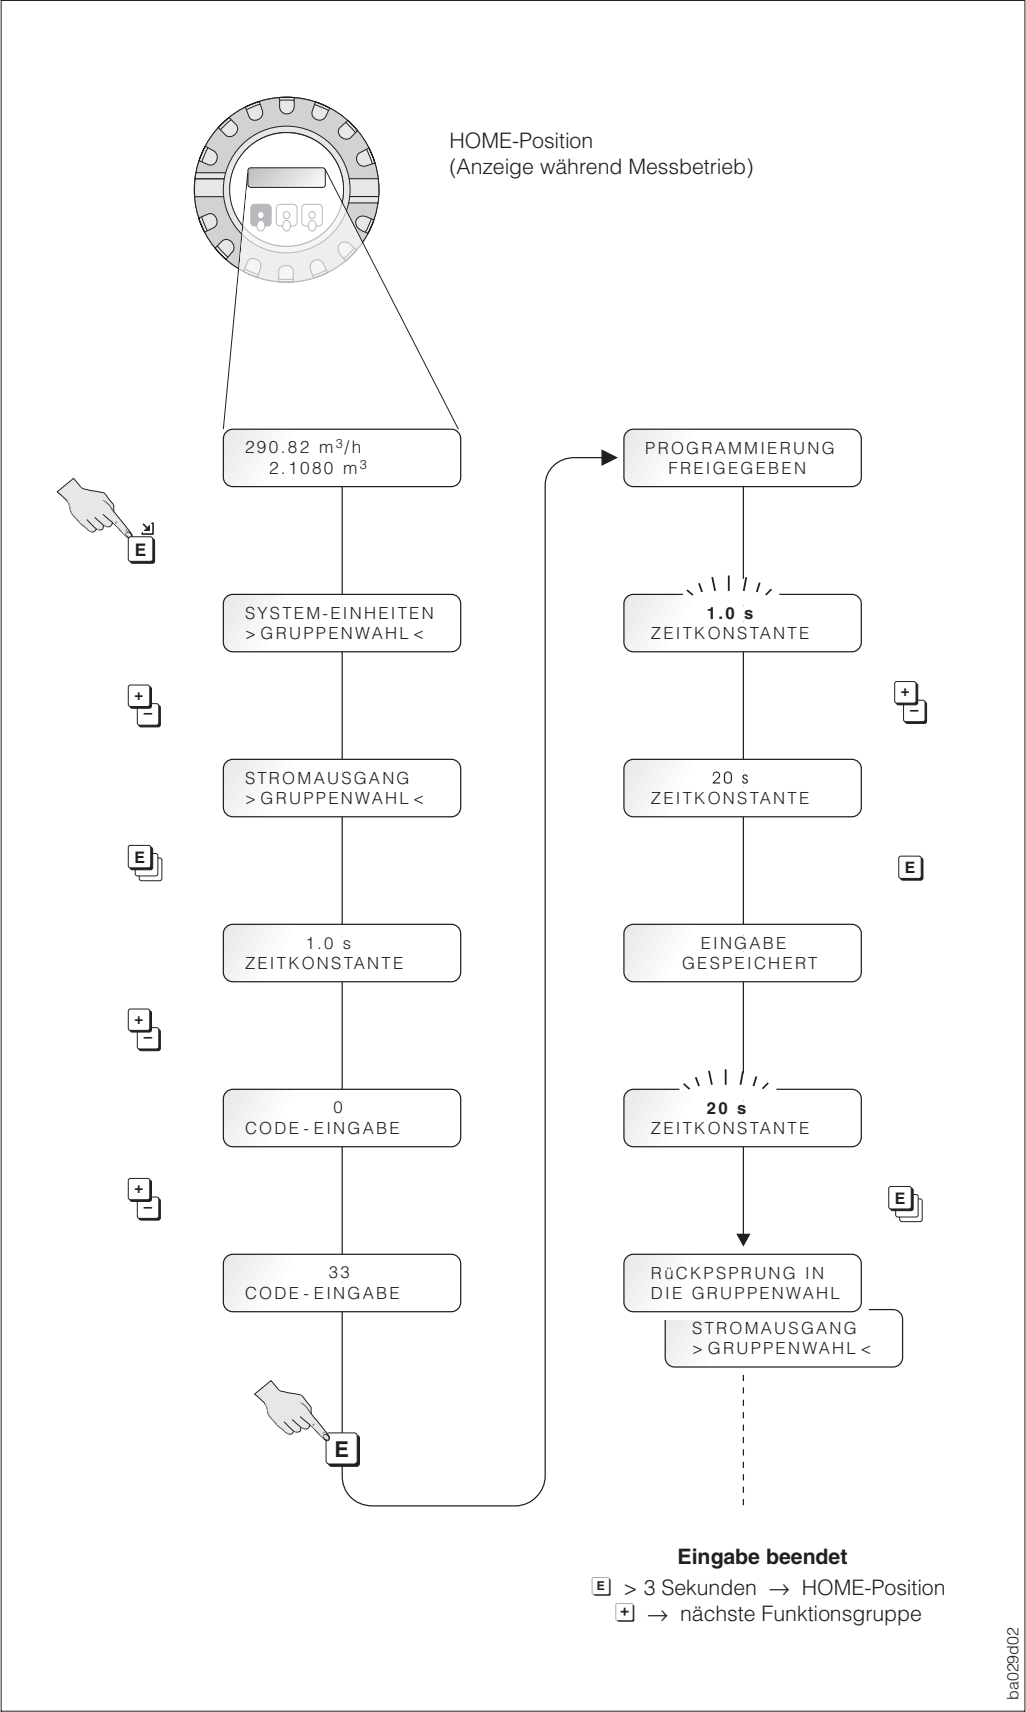 HOME-Position
(Anzeige während Messbetrieb)
290.82 m³/h
2.1080 m³
E
SYSTEM-EINHEITEN
>GRUPPENWAHL<
+
–
STROMAUSGANG
>GRUPPENWAHL<
E
1.0 s
ZEITKONSTANTE
+
–
0
CODE-EINGABE
+
–
33
CODE-EINGABE
E
PROGRAMMIERUNG
FREIGEGEBEN
1.0 s
ZEITKONSTANTE
+
–
20 s
ZEITKONSTANTE
E
EINGABE
GESPEICHERT
20 s
ZEITKONSTANTE
E
RüCKPSPRUNG IN
DIE GRUPPENWAHL
STROMAUSGANG
>GRUPPENWAHL<
Eingabe beendet
E > 3 Sekunden → HOME-Position
+ → nächste Funktionsgruppe
ba029d02